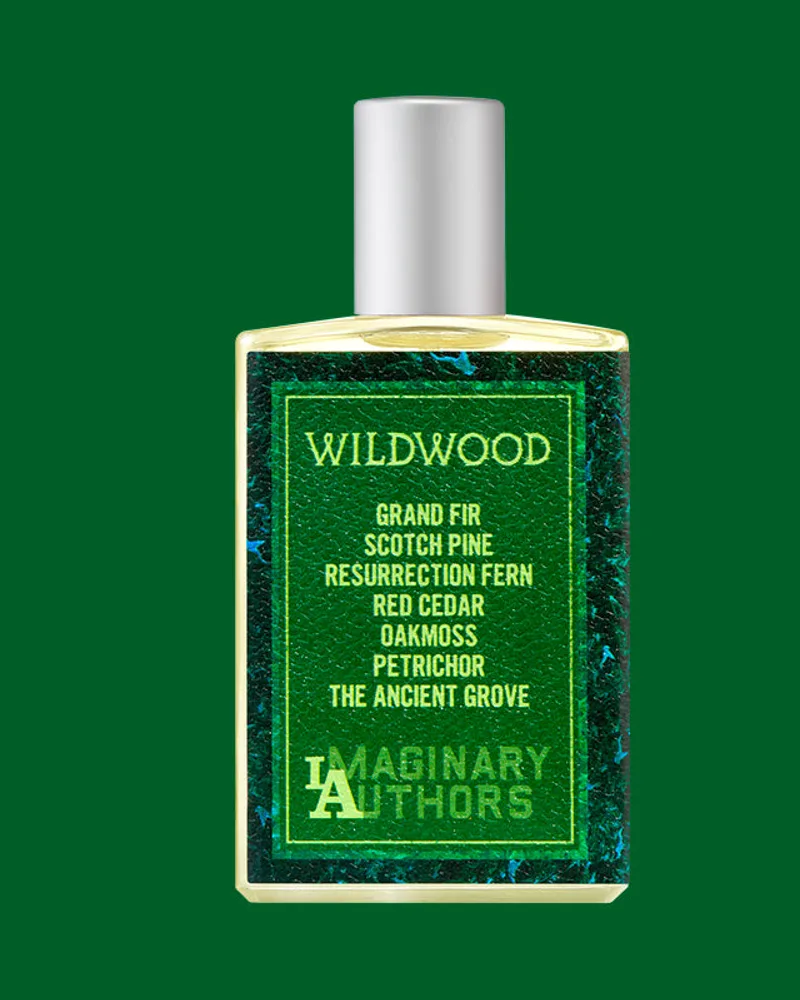 WILDWOOD
GRAND FIR
SCOTCH PINE
RESURRECTION FERN
RED CEDAR
OAKMOSS
PETRICHOR
THE ANCIENT GROVE
IMAGINARY
AUTHORS